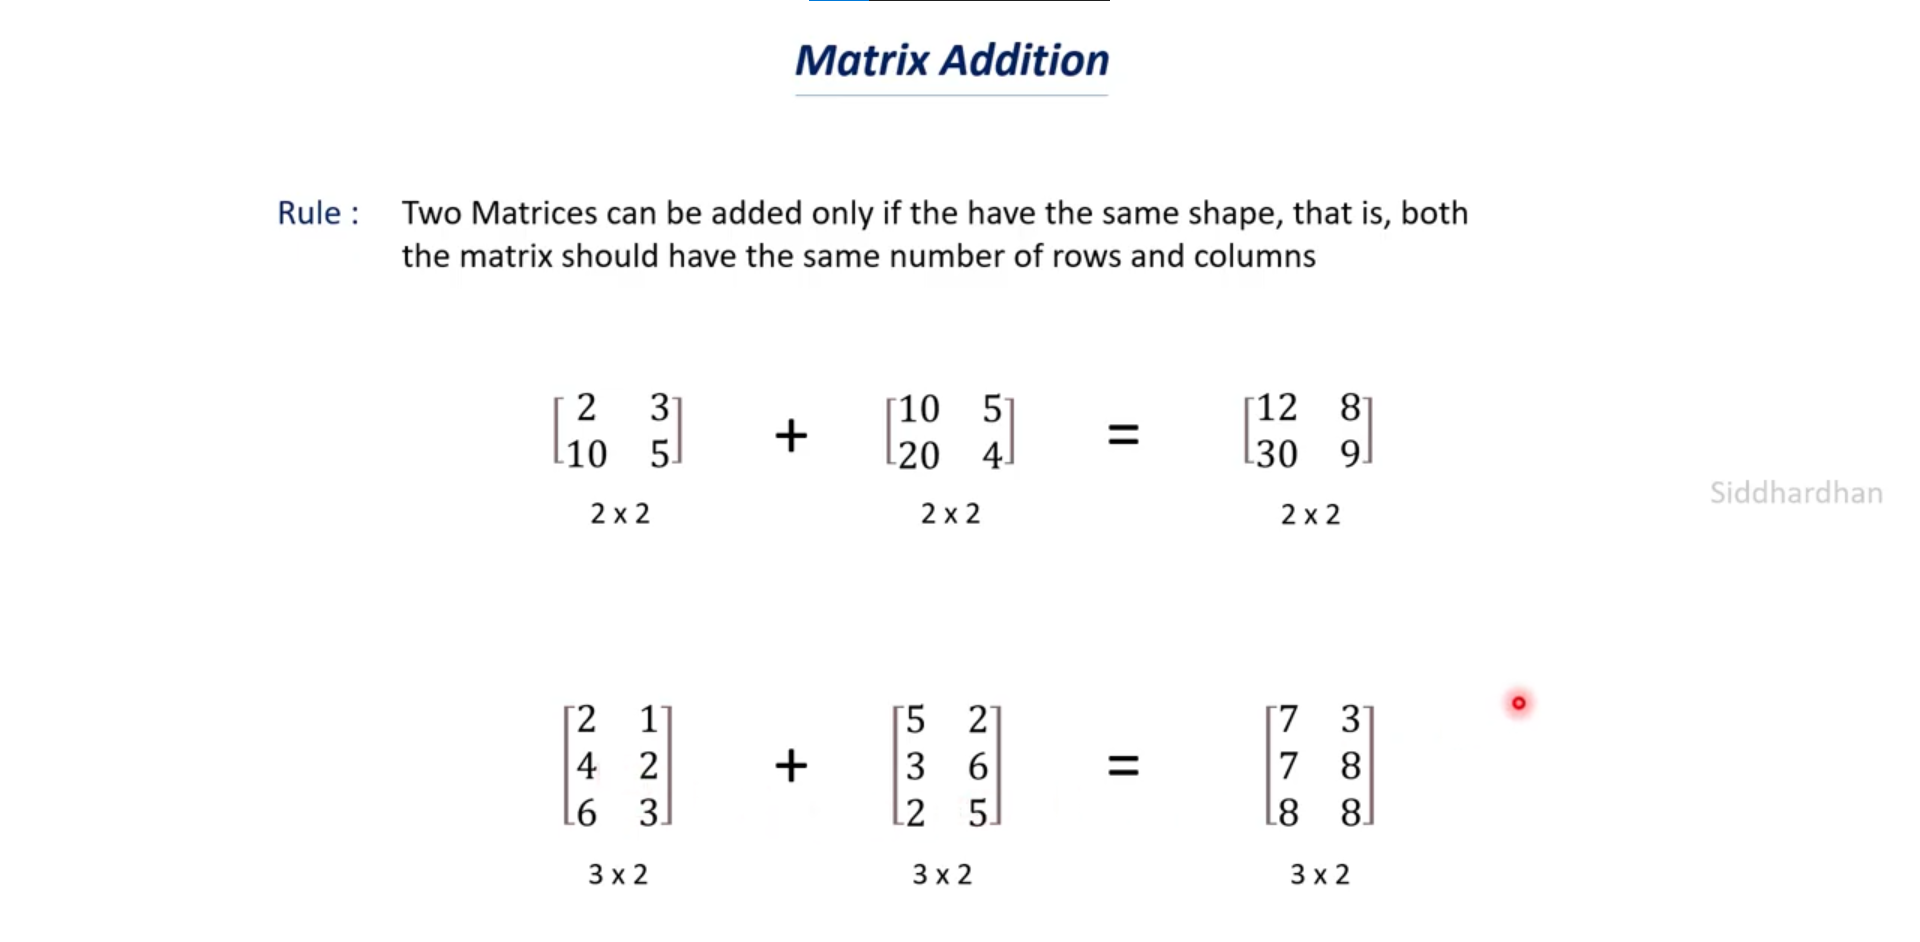 Matrix Addition
Rule : Two Matrices can be added only if the have the same shape, that is, both
the matrix should have the same number of rows and columns
[2 3] + [10 5] = [12 8]
[10 5] [20 4] [30 9]
2 x 2 2 x 2 2 x 2
Siddhardhan
[2 1] [5 2] [7 3]
[4 2] + [3 6] = [7 8]
[6 3] [2 5] [8 8]
3 x 2 3 x 2 3 x 2